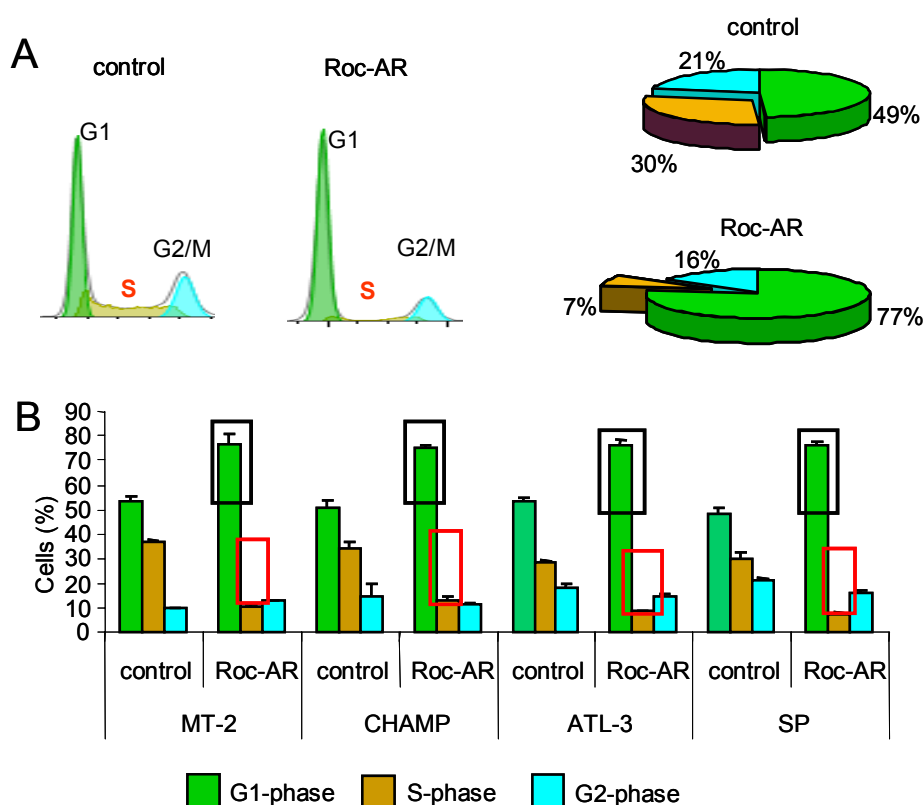 A
control
Roc-AR
G1
S
G2/M
G1
S
G2/M
control
21%
49%
30%
Roc-AR
16%
7%
77%
B
Cells (%)
90
80
70
60
50
40
30
20
10
0
control Roc-AR control Roc-AR control Roc-AR control Roc-AR
MT-2 CHAMP ATL-3 SP
G1-phase S-phase G2-phase